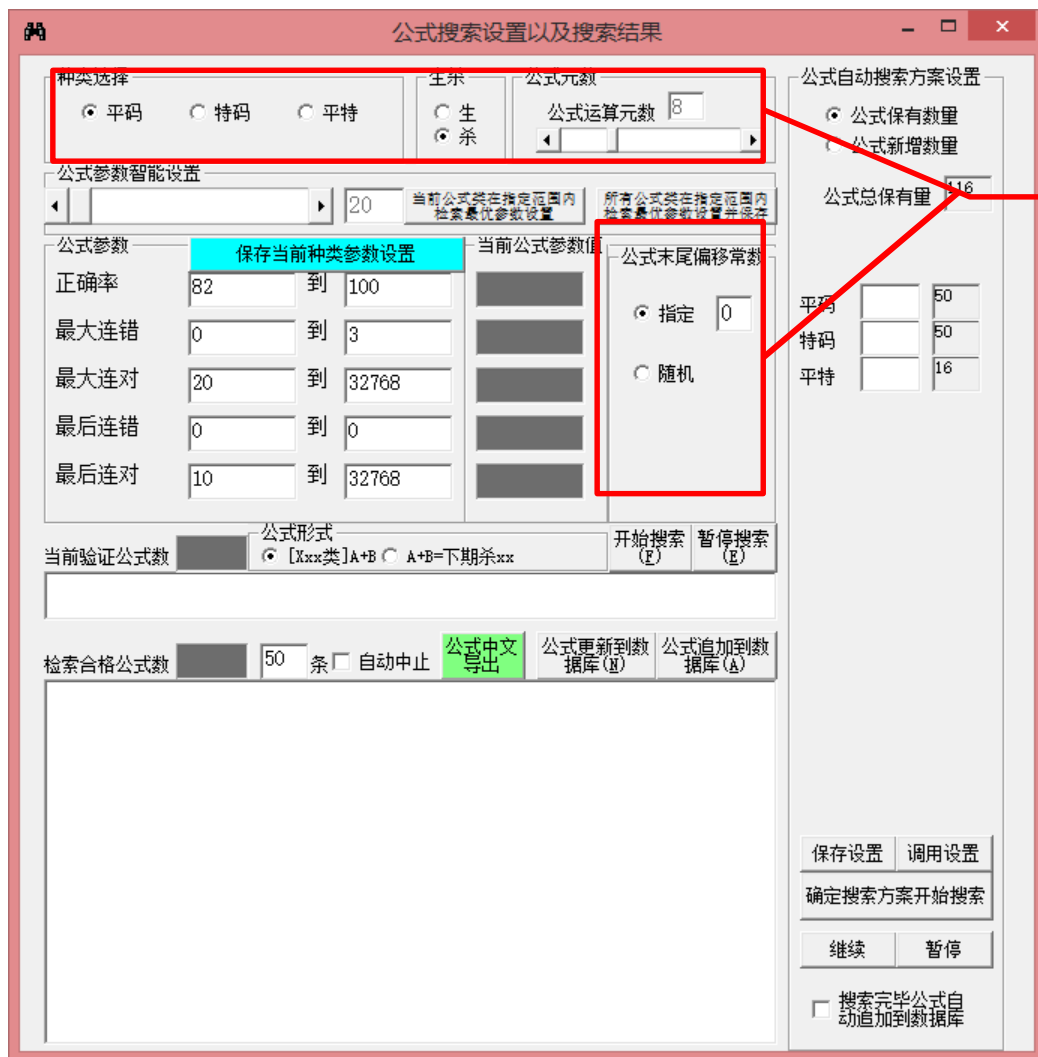 公式搜索设置以及搜索结果
种类选择
平码 特码 平特
生杀
生
杀
公式元数
公式运算元数 8
公式自动搜索方案设置
公式保有数量
公式新增数量
公式总保有量 116
公式参数智能设置
20
当前公式类在指定范围内
检索最优参数设置
所有公式类在指定范围内
检索最优参数设置并保存
公式参数
保存当前种类参数设置
当前公式参数值
公式末尾偏移常数
正确率 82 到 100
最大连错 0 到 3
最大连对 20 到 32768
最后连错 0 到 0
最后连对 10 到 32768
指定 0
随机
平码 50
特码 50
平特 16
当前验证公式数
公式形式
[Xxx类]A+B A+B=下期杀xx
开始搜索
(F)
暂停搜索
(E)
检索合格公式数 50 条 自动中止
公式中文
导出
公式更新到数
据库(N)
公式追加到数
据库(A)
保存设置 调用设置
确定搜索方案开始搜索
继续 暂停
搜索完毕公式自
动追加到数据库